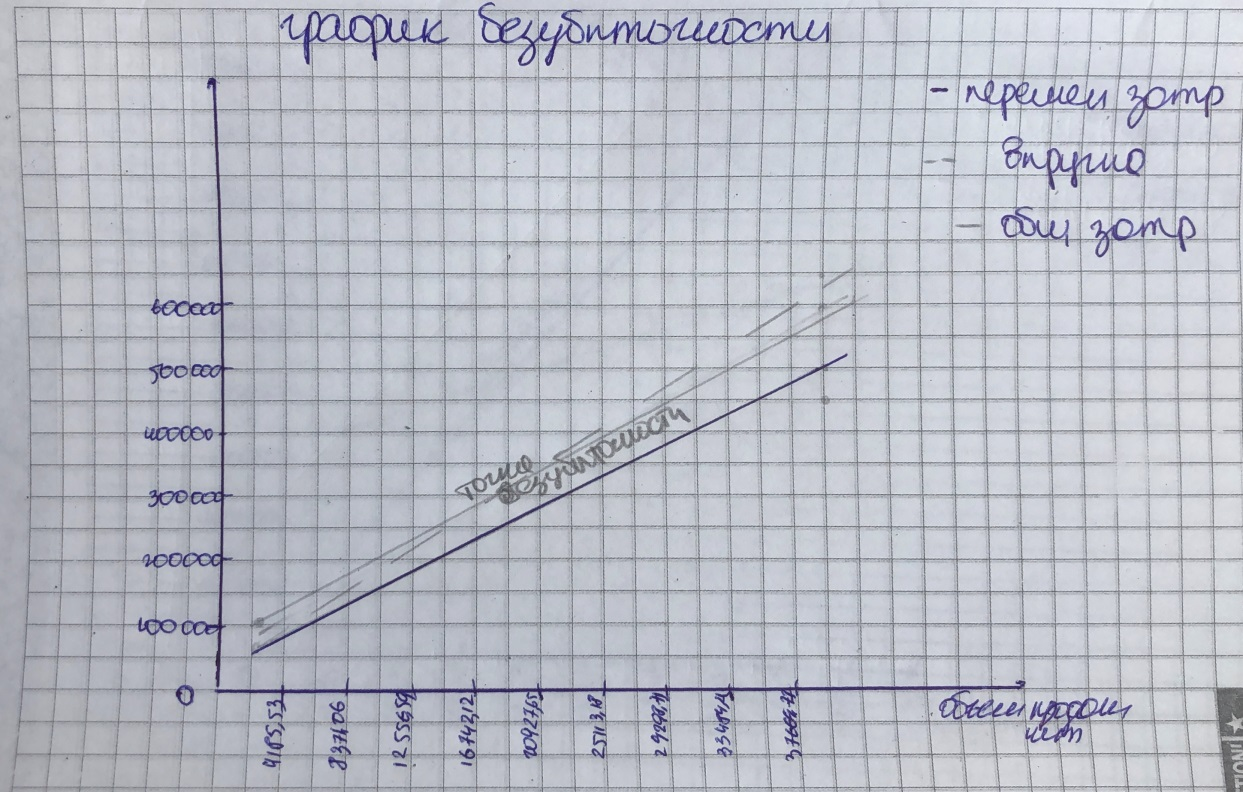 график безубыточности
- перемен затр
-- Выручка
- общ затр
600000
500000
400000
300000
200000
100000
0
точка
безубыточности
4185,53
8371,06
12556,59
16742,12
20927,65
25113,18
29298,71
33484,24
37669,77
Объем продаж